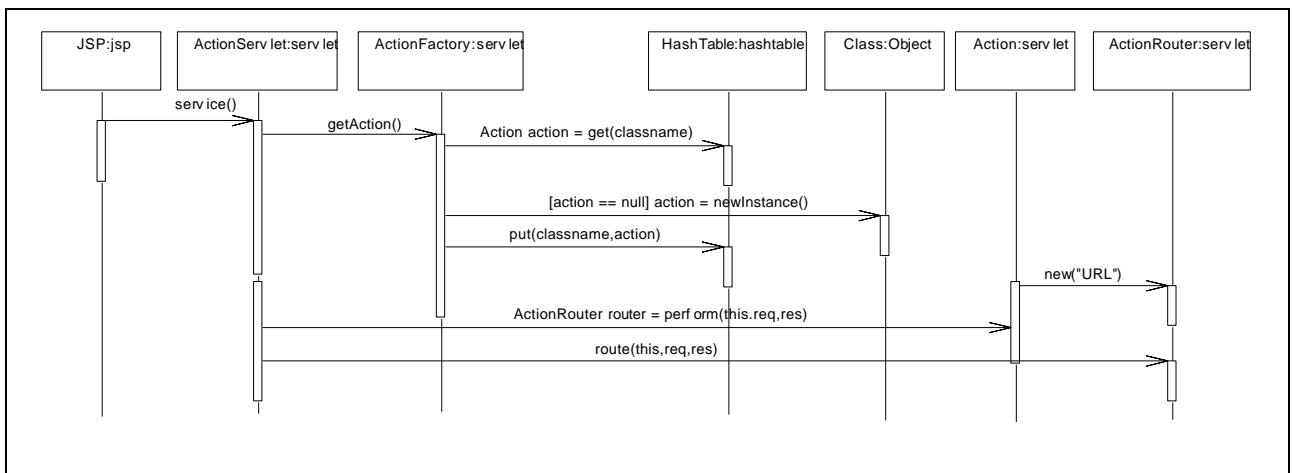 JSP:jsp
ActionServlet:servlet
ActionFactory:servlet
HashTable:hashtable
Class:Object
Action:servlet
ActionRouter:servlet
service()
getAction()
Action action = get(classname)
[action == null] action = newInstance()
put(classname,action)
new("URL")
ActionRouter router = perform(this.req,res)
route(this,req,res)